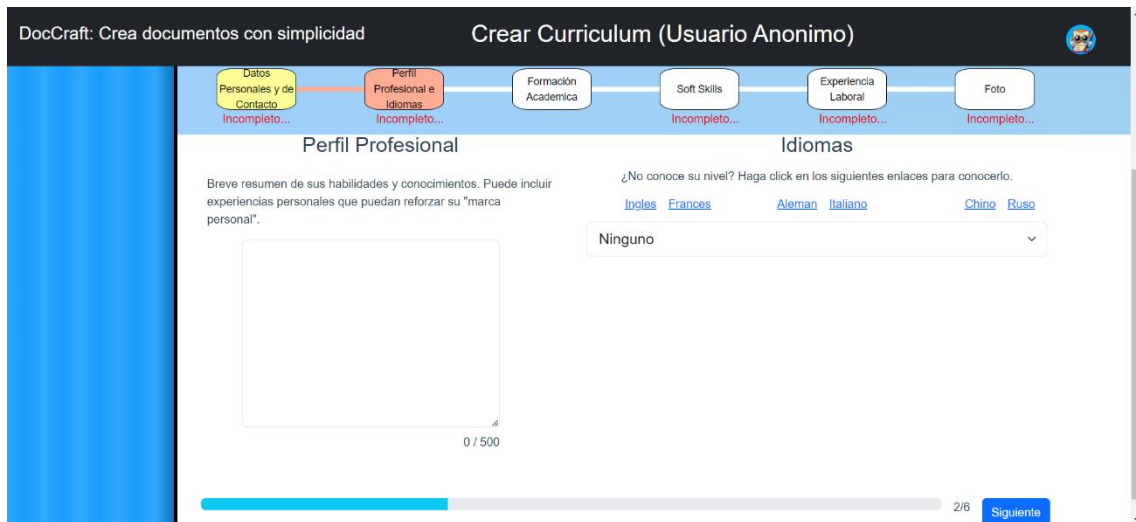 DocCraft: Crea documentos con simplicidad
Crear Curriculum (Usuario Anonimo)
Datos
Personales y de
Contacto
Incompleto...
Perfil
Profesional e
Idiomas
Incompleto...
Formación
Academica
Soft Skills
Incompleto...
Experiencia
Laboral
Incompleto...
Foto
Incompleto...
Perfil Profesional
Breve resumen de sus habilidades y conocimientos. Puede incluir
experiencias personales que puedan reforzar su "marca
personal".
0 / 500
Idiomas
¿No conoce su nivel? Haga click en los siguientes enlaces para conocerlo.
Ingles Frances Aleman Italiano Chino Ruso
Ninguno
2/6
Siguiente